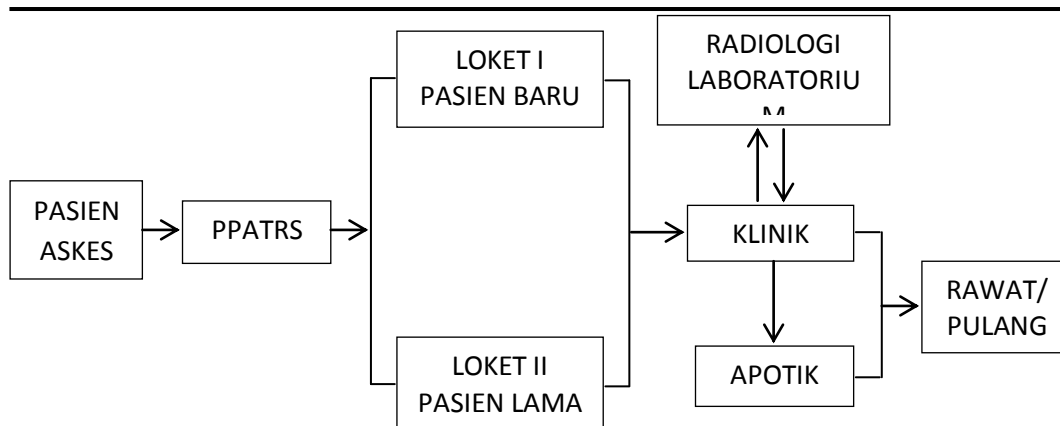 LOKET I
PASIEN BARU
RADIOLOGI
LABORATORIU
PASIEN
ASKES
PPATRS
KLINIK
RAWAT/
PULANG
LOKET II
PASIEN LAMA
APOTIK